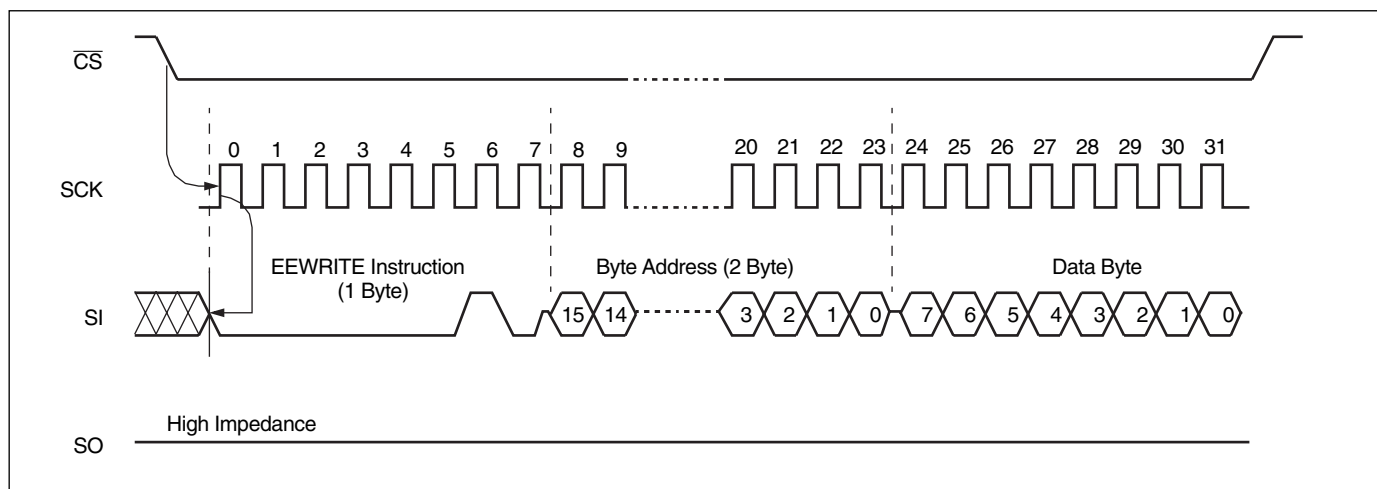 CS
0 1 2 3 4 5 6 7 8 9 20 21 22 23 24 25 26 27 28 29 30 31
SCK
EEWRITE Instruction
(1 Byte)
Byte Address (2 Byte)
Data Byte
SI
15 14 3 2 1 0 7 6 5 4 3 2 1 0
High Impedance
SO